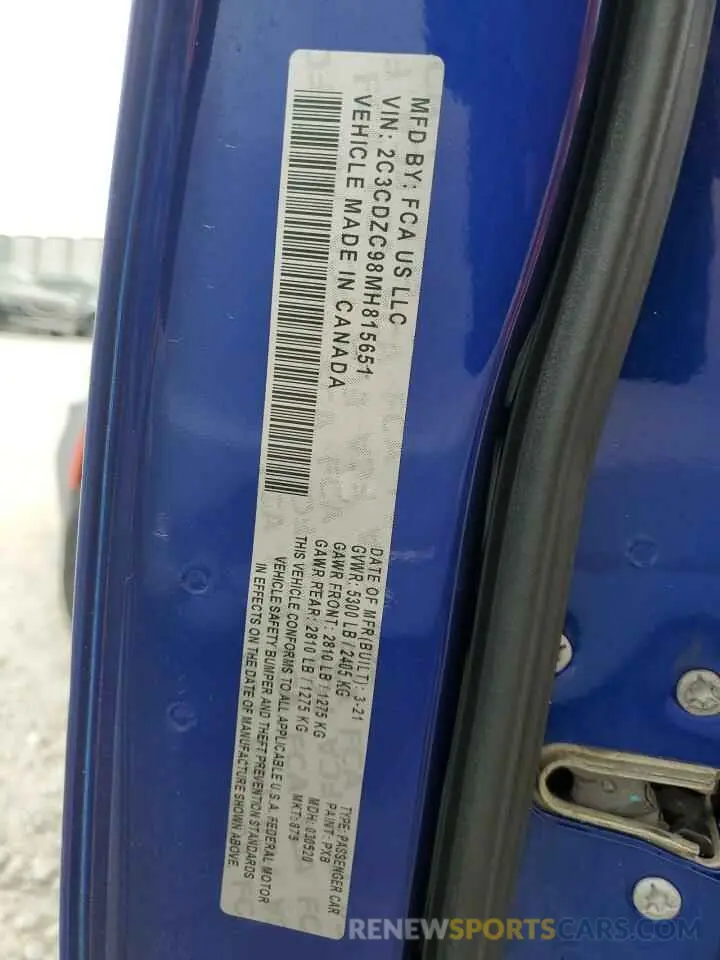 MFD BY: FCA US LLC
VIN: 2C3CDZC98MH815651
VEHICLE MADE IN CANADA
DATE OF MFR(BUILT): 3-21
GVWR: 5300 LB / 2405 KG
GAWR FRONT: 2810 LB / 1275 KG
GAWR REAR: 2810 LB / 1275 KG
THIS VEHICLE CONFORMS TO ALL APPLICABLE U.S.A. FEDERAL MOTOR
VEHICLE SAFETY BUMPER AND THEFT PREVENTION STANDARDS
IN EFFECTS ON THE DATE OF MANUFACTURE SHOWN ABOVE.
TYPE: PASSENGER CAR
PAINT: PXB
MDH: 030520
MKT: 875
RENEWSPORTSCARS.COM